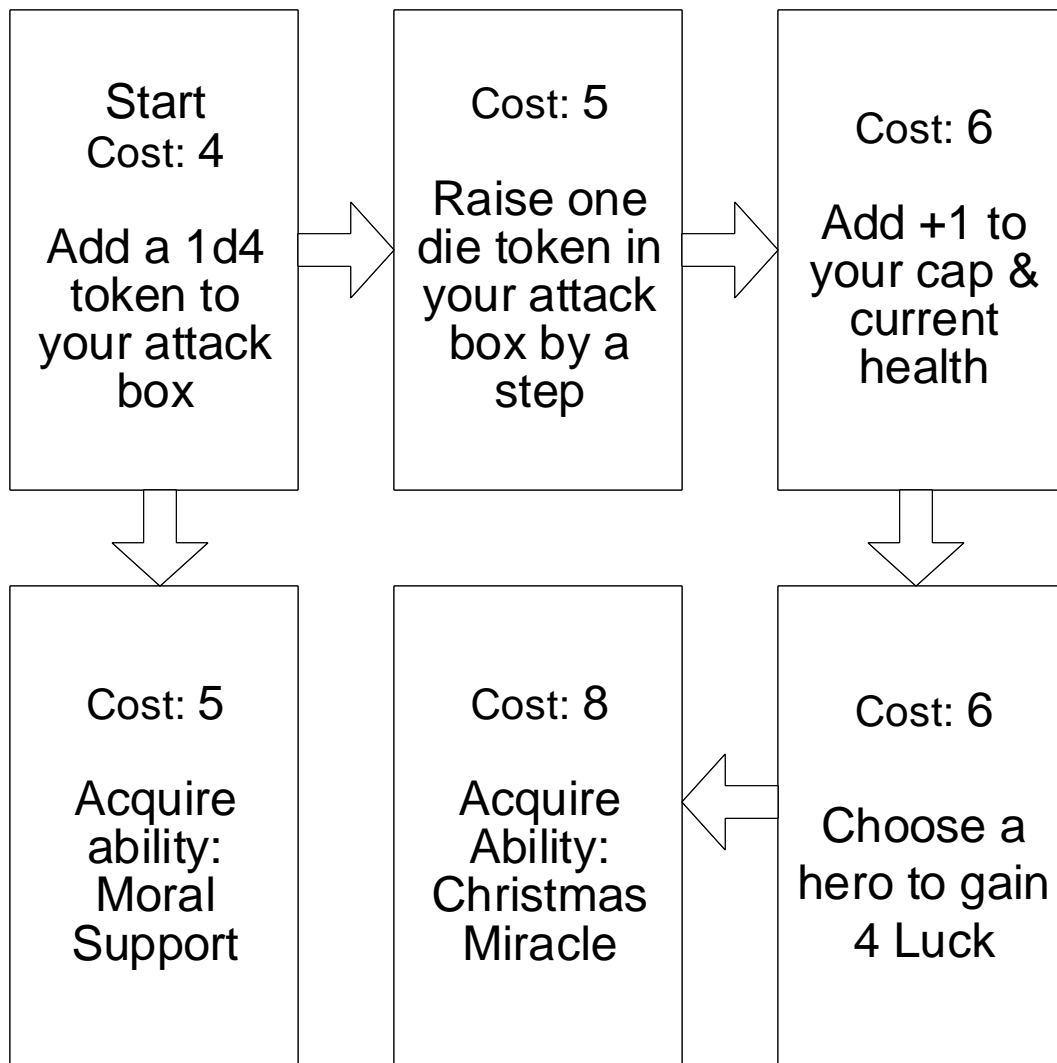 Start
Cost: 4
Add a 1d4
token to
your attack
box
Cost: 5
Raise one
die token in
your attack
box by a
step
Cost: 6
Add +1 to
your cap &
current
health
Cost: 5
Acquire
ability:
Moral
Support
Cost: 8
Acquire
Ability:
Christmas
Miracle
Cost: 6
Choose a
hero to gain
4 Luck